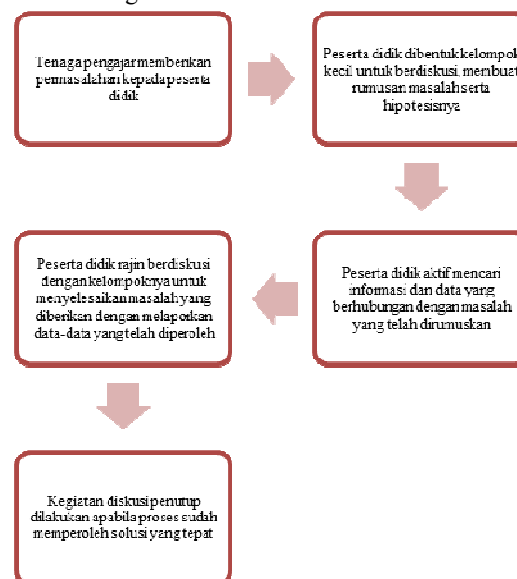 Tenaga pengajar memberikan
permasalahan kepada peserta
didik
Peserta didik dibentuk kelompok
kecil untuk berdiskusi, membuat
rumusan masalah serta
hipotesisnya
Peserta didik aktif mencari
informasi dan data yang
berhubungan dengan masalah
yang telah dirumuskan
Peserta didik rajin berdiskusi
dengan kelompoknya untuk
menyelesaikan masalah yang
diberikan dengan melaporkan
data-data yang telah diperoleh
Kegiatan diskusi penutup
dilakukan apabila proses sudah
memperoleh solusi yang tepat